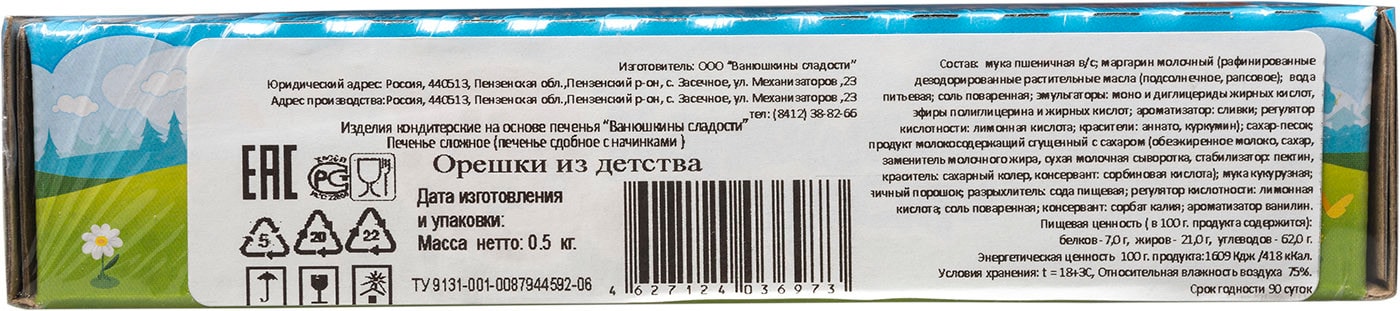 Изготовитель: ООО "Ванюшкины сладости"
Юридический адрес: Россия, 440513, Пензенская обл.,Пензенский р-он, с. Засечное, ул. Механизаторов ,23
Адрес производства:Россия, 440513, Пензенская обл.,Пензенский р-он, с. Засечное, ул. Механизаторов ,23
тел: (8412) 38-82-66
Изделия кондитерские на основе печенья "Ванюшкины сладости"
Печенье сложное (печенье сдобное с начинками )
Орешки из детства
ЕАС
РС
Дата изготовления
и упаковки:
Масса нетто: 0.5 кг.
5 20 22
ТУ 9131-001-0087944592-06
4 627124 036973
Состав: мука пшеничная в/с; маргарин молочный (рафинированные
дезодорированные растительные масла (подсолнечное, рапсовое); вода
питьевая; соль поваренная; эмульгаторы: моно и диглицериды жирных кислот,
эфиры полиглицерина и жирных кислот; ароматизатор: сливки; регулятор
кислотности: лимонная кислота; красители: аннато, куркумин); сахар-песок;
продукт молокосодержащий сгущенный с сахаром (обезжиренное молоко, сахар,
заменитель молочного жира, сухая молочная сыворотка, стабилизатор: пектин,
краситель: сахарный колер, консервант: сорбиновая кислота); мука кукурузная;
ичный порошок; разрыхлитель: сода пищевая; регулятор кислотности: лимонная
кислота; соль поваренная; консервант: сорбат калия; ароматизатор ванилин.
Пищевая ценность ( в 100 г. продукта содержится):
белков - 7,0 г, жиров - 21,0 г, углеводов - 62,0 г.
Энергетическая ценность 100 г. продукта:1609 Кдж /418 кКал.
Условия хранения: t = 18+3С, Относительная влажность воздуха 75%.
Срок годности 90 суток